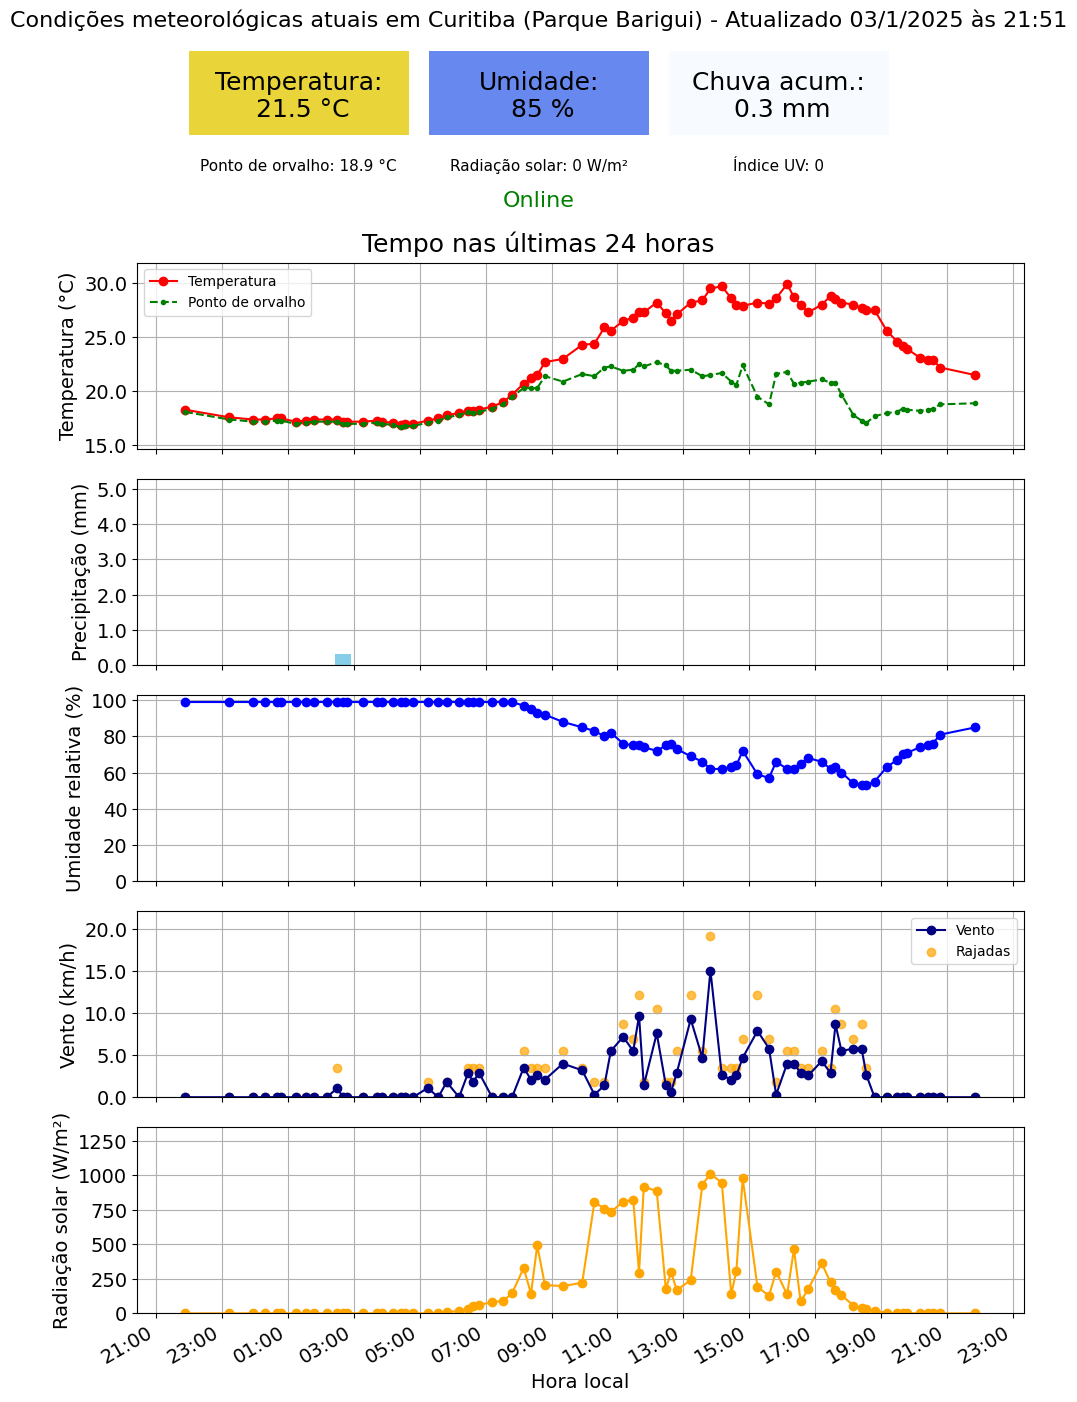 Condições meteorológicas atuais em Curitiba (Parque Barigui) - Atualizado 03/1/2025 às 21:51
Temperatura:
21.5 °C
Umidade:
85 %
Chuva acum.:
0.3 mm
Ponto de orvalho: 18.9 °C
Radiação solar: 0 W/m²
Índice UV: 0
Online
Tempo nas últimas 24 horas
Temperatura (°C)
30.0
25.0
20.0
15.0
Temperatura
Ponto de orvalho
Precipitação (mm)
5.0
4.0
3.0
2.0
1.0
0.0
Umidade relativa (%)
100
80
60
40
20
0
Vento (km/h)
20.0
15.0
10.0
5.0
0.0
Vento
Rajadas
Radiação solar (W/m²)
1250
1000
750
500
250
0
21:00
23:00
01:00
03:00
05:00
07:00
09:00
11:00
13:00
15:00
17:00
19:00
21:00
23:00
Hora local